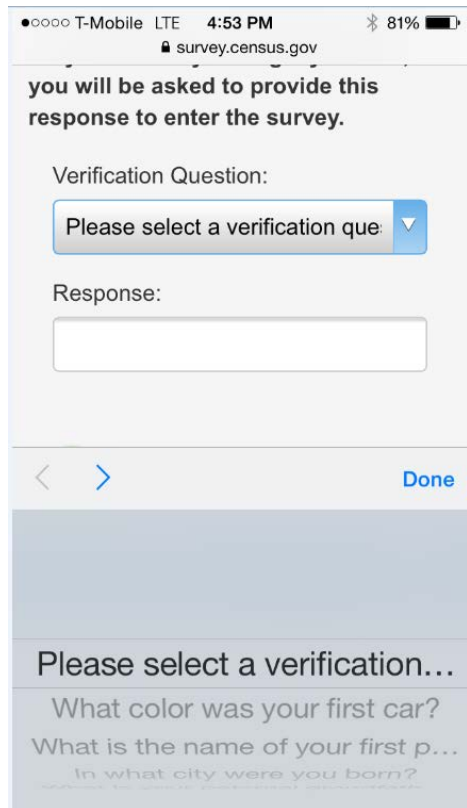 T-Mobile LTE 4:53 PM 81%
survey.census.gov
you will be asked to provide this
response to enter the survey.
Verification Question:
Please select a verification que
Response:
Done
Please select a verification...
What color was your first car?
What is the name of your first p...
In what city were you born?